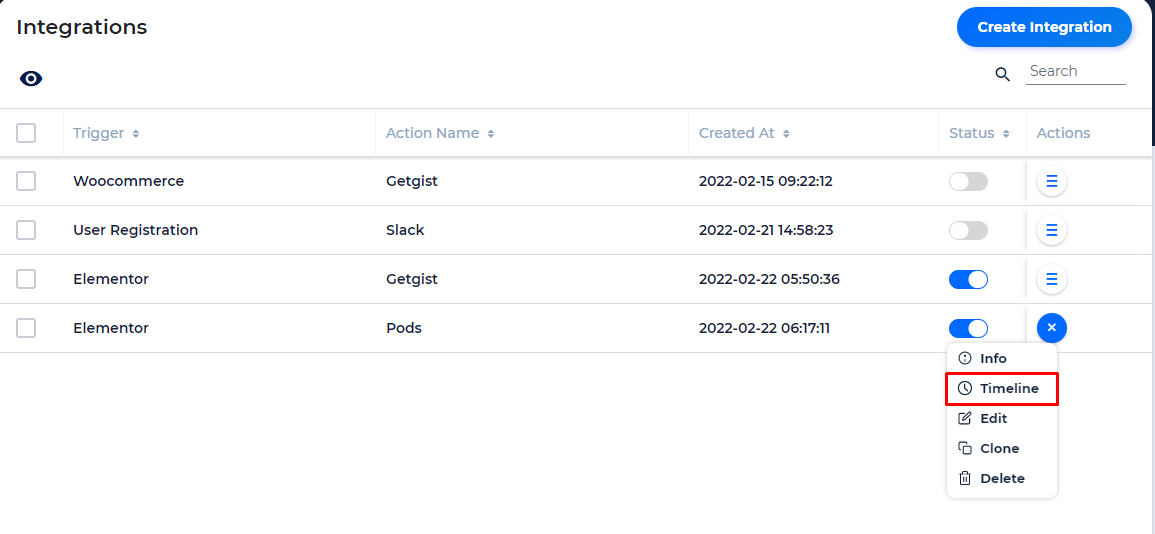 Integrations
Create Integration
Search
Trigger Action Name Created At Status Actions
Woocommerce Getgist 2022-02-15 09:22:12
User Registration Slack 2022-02-21 14:58:23
Elementor Getgist 2022-02-22 05:50:36
Elementor Pods 2022-02-22 06:17:11
Info
Timeline
Edit
Clone
Delete